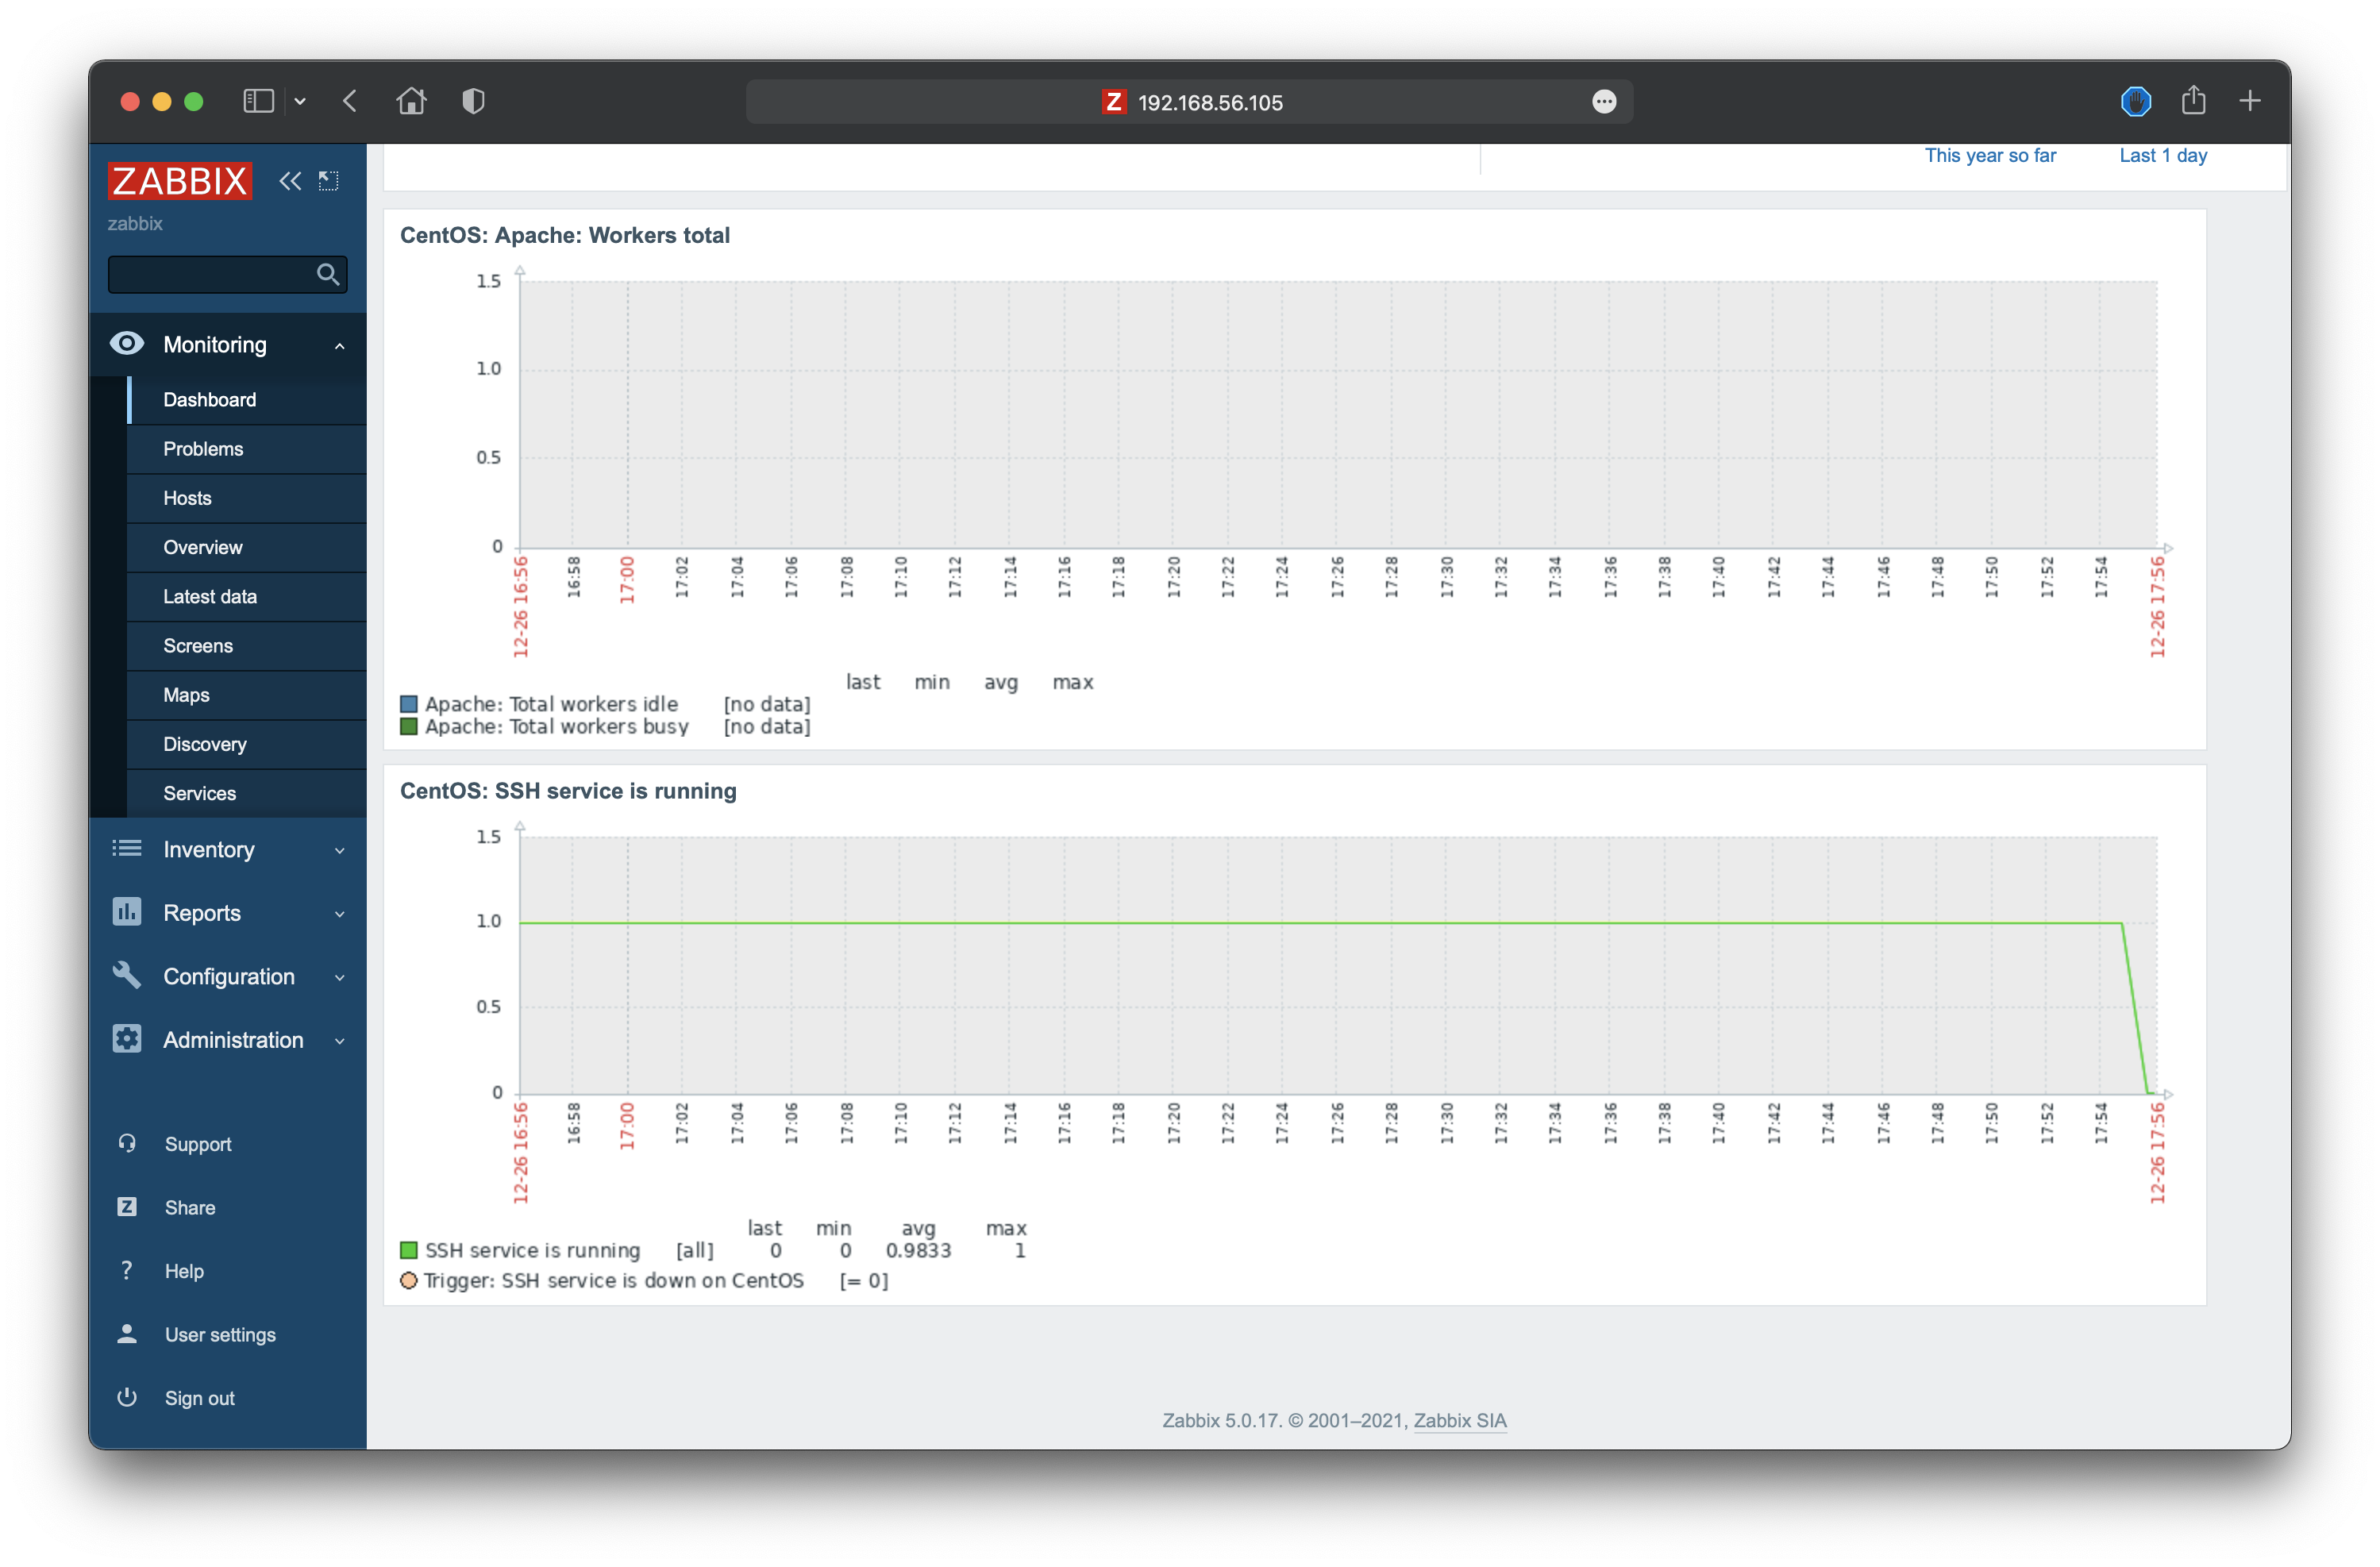 192.168.56.105
ZABBIX
zabbix
Monitoring
Dashboard
Problems
Hosts
Overview
Latest data
Screens
Maps
Discovery
Services
Inventory
Reports
Configuration
Administration
Support
Share
Help
User settings
Sign out
This year so far Last 1 day
CentOS: Apache: Workers total
1.5
1.0
0.5
0
12-26 16:56 16:58 17:00 17:02 17:04 17:06 17:08 17:10 17:12 17:14 17:16 17:18 17:20 17:22 17:24 17:26 17:28 17:30 17:32 17:34 17:36 17:38 17:40 17:42 17:44 17:46 17:48 17:50 17:52 17:54 12-26 17:56
last min avg max
Apache: Total workers idle [no data]
Apache: Total workers busy [no data]
CentOS: SSH service is running
1.5
1.0
0.5
0
12-26 16:56 16:58 17:00 17:02 17:04 17:06 17:08 17:10 17:12 17:14 17:16 17:18 17:20 17:22 17:24 17:26 17:28 17:30 17:32 17:34 17:36 17:38 17:40 17:42 17:44 17:46 17:48 17:50 17:52 17:54 12-26 17:56
last min avg max
SSH service is running [all] 0 0 0.9833 1
Trigger: SSH service is down on CentOS [= 0]
Zabbix 5.0.17. © 2001–2021, Zabbix SIA